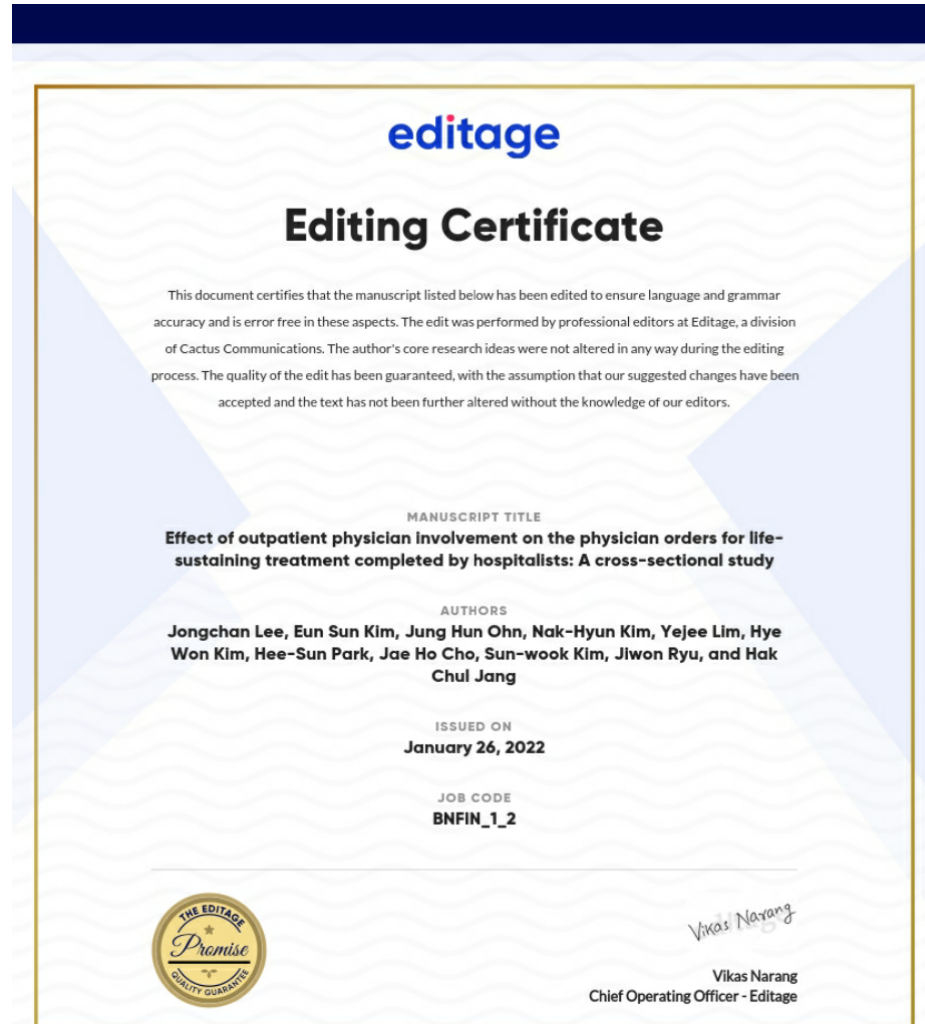 editage
Editing Certificate
This document certifies that the manuscript listed below has been edited to ensure language and grammar
accuracy and is error free in these aspects. The edit was performed by professional editors at Editage, a division
of Cactus Communications. The author's core research ideas were not altered in any way during the editing
process. The quality of the edit has been guaranteed, with the assumption that our suggested changes have been
accepted and the text has not been further altered without the knowledge of our editors.
MANUSCRIPT TITLE
Effect of outpatient physician involvement on the physician orders for life-
sustaining treatment completed by hospitalists: A cross-sectional study
AUTHORS
Jongchan Lee, Eun Sun Kim, Jung Hun Ohn, Nak-Hyun Kim, Yejee Lim, Hye
Won Kim, Hee-Sun Park, Jae Ho Cho, Sun-wook Kim, Jiwon Ryu, and Hak
Chul Jang
ISSUED ON
January 26, 2022
JOB CODE
BNFIN_1_2
THE EDITAGE
Promise
QUALITY GUARANTEE
Vikas Narang
Vikas Narang
Chief Operating Officer - Editage